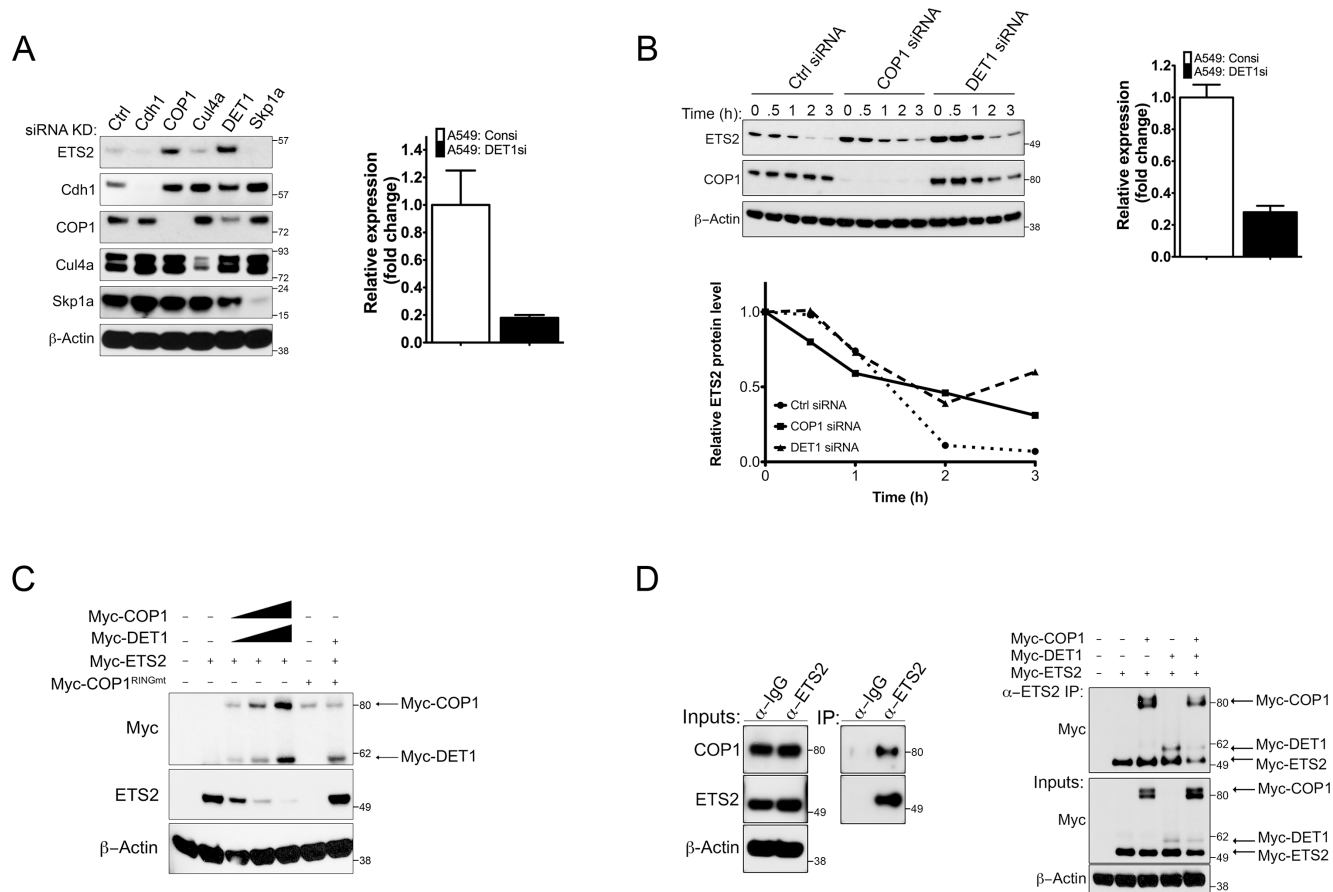 A
siRNA KD:
Ctrl
Cdh1
COP1
Cul4a
DET1
Skp1a
ETS2
57
Cdh1
57
COP1
72
Cul4a
93
72
Skp1a
24
15
β-Actin
38
A549: Consi
A549: DET1si
Relative expression
(fold change)
1.4
1.2
1.0
0.8
0.6
0.4
0.2
0.0
B
Ctrl siRNA
COP1 siRNA
DET1 siRNA
Time (h): 0 .5 1 2 3 0 .5 1 2 3 0 .5 1 2 3
ETS2
49
COP1
80
β-Actin
38
Relative ETS2 protein level
1.0
0.5
0.0
Ctrl siRNA
COP1 siRNA
DET1 siRNA
0 1 2 3
Time (h)
A549: Consi
A549: DET1si
Relative expression
(fold change)
1.2
1.0
0.8
0.6
0.4
0.2
0.0
C
Myc-COP1 – – – –
Myc-DET1 – – – +
Myc-ETS2 – + + + + – +
Myc-COP1RINGmt – – – – – + +
Myc
80
Myc-COP1
62
Myc-DET1
ETS2
49
β-Actin
38
D
Inputs:
α-IgG
α-ETS2
IP:
α-IgG
α-ETS2
COP1
80
80
ETS2
49
49
β-Actin
38
Myc-COP1 – – + – +
Myc-DET1 – – – + +
Myc-ETS2 – + + + +
α-ETS2 IP:
Myc
80
Myc-COP1
62
Myc-DET1
49
Myc-ETS2
Inputs:
Myc
80
Myc-COP1
62
Myc-DET1
49
Myc-ETS2
β-Actin
38